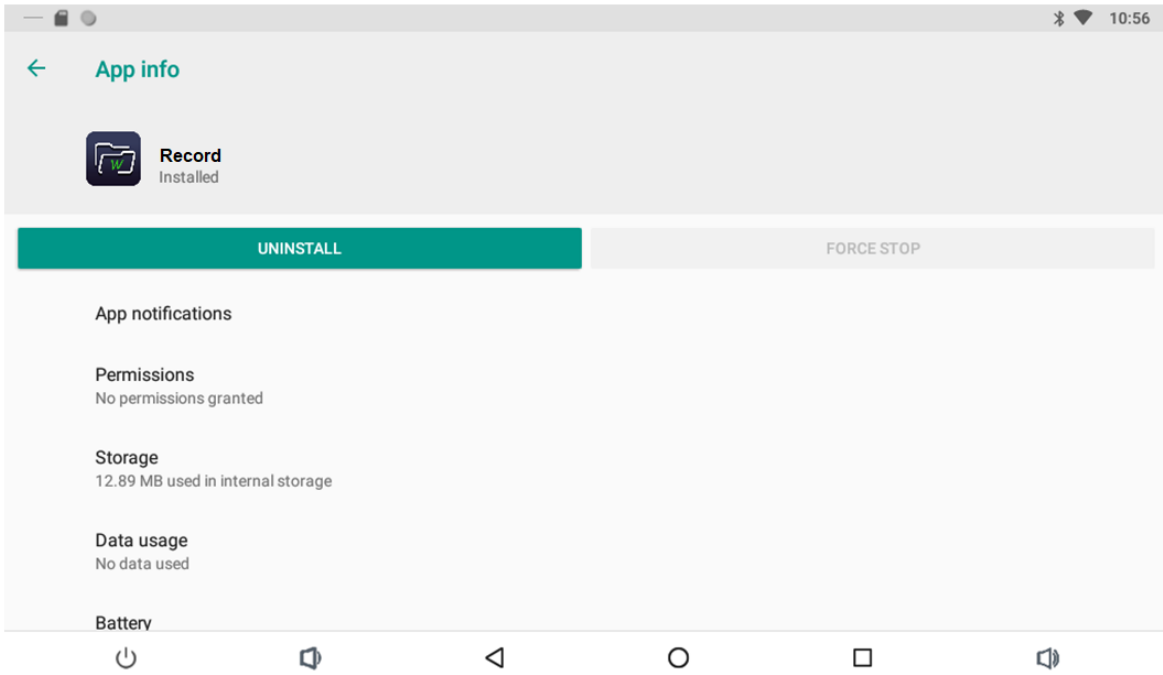 10:56
App info
W
Record
Installed
UNINSTALL
FORCE STOP
App notifications
Permissions
No permissions granted
Storage
12.89 MB used in internal storage
Data usage
No data used
Battery